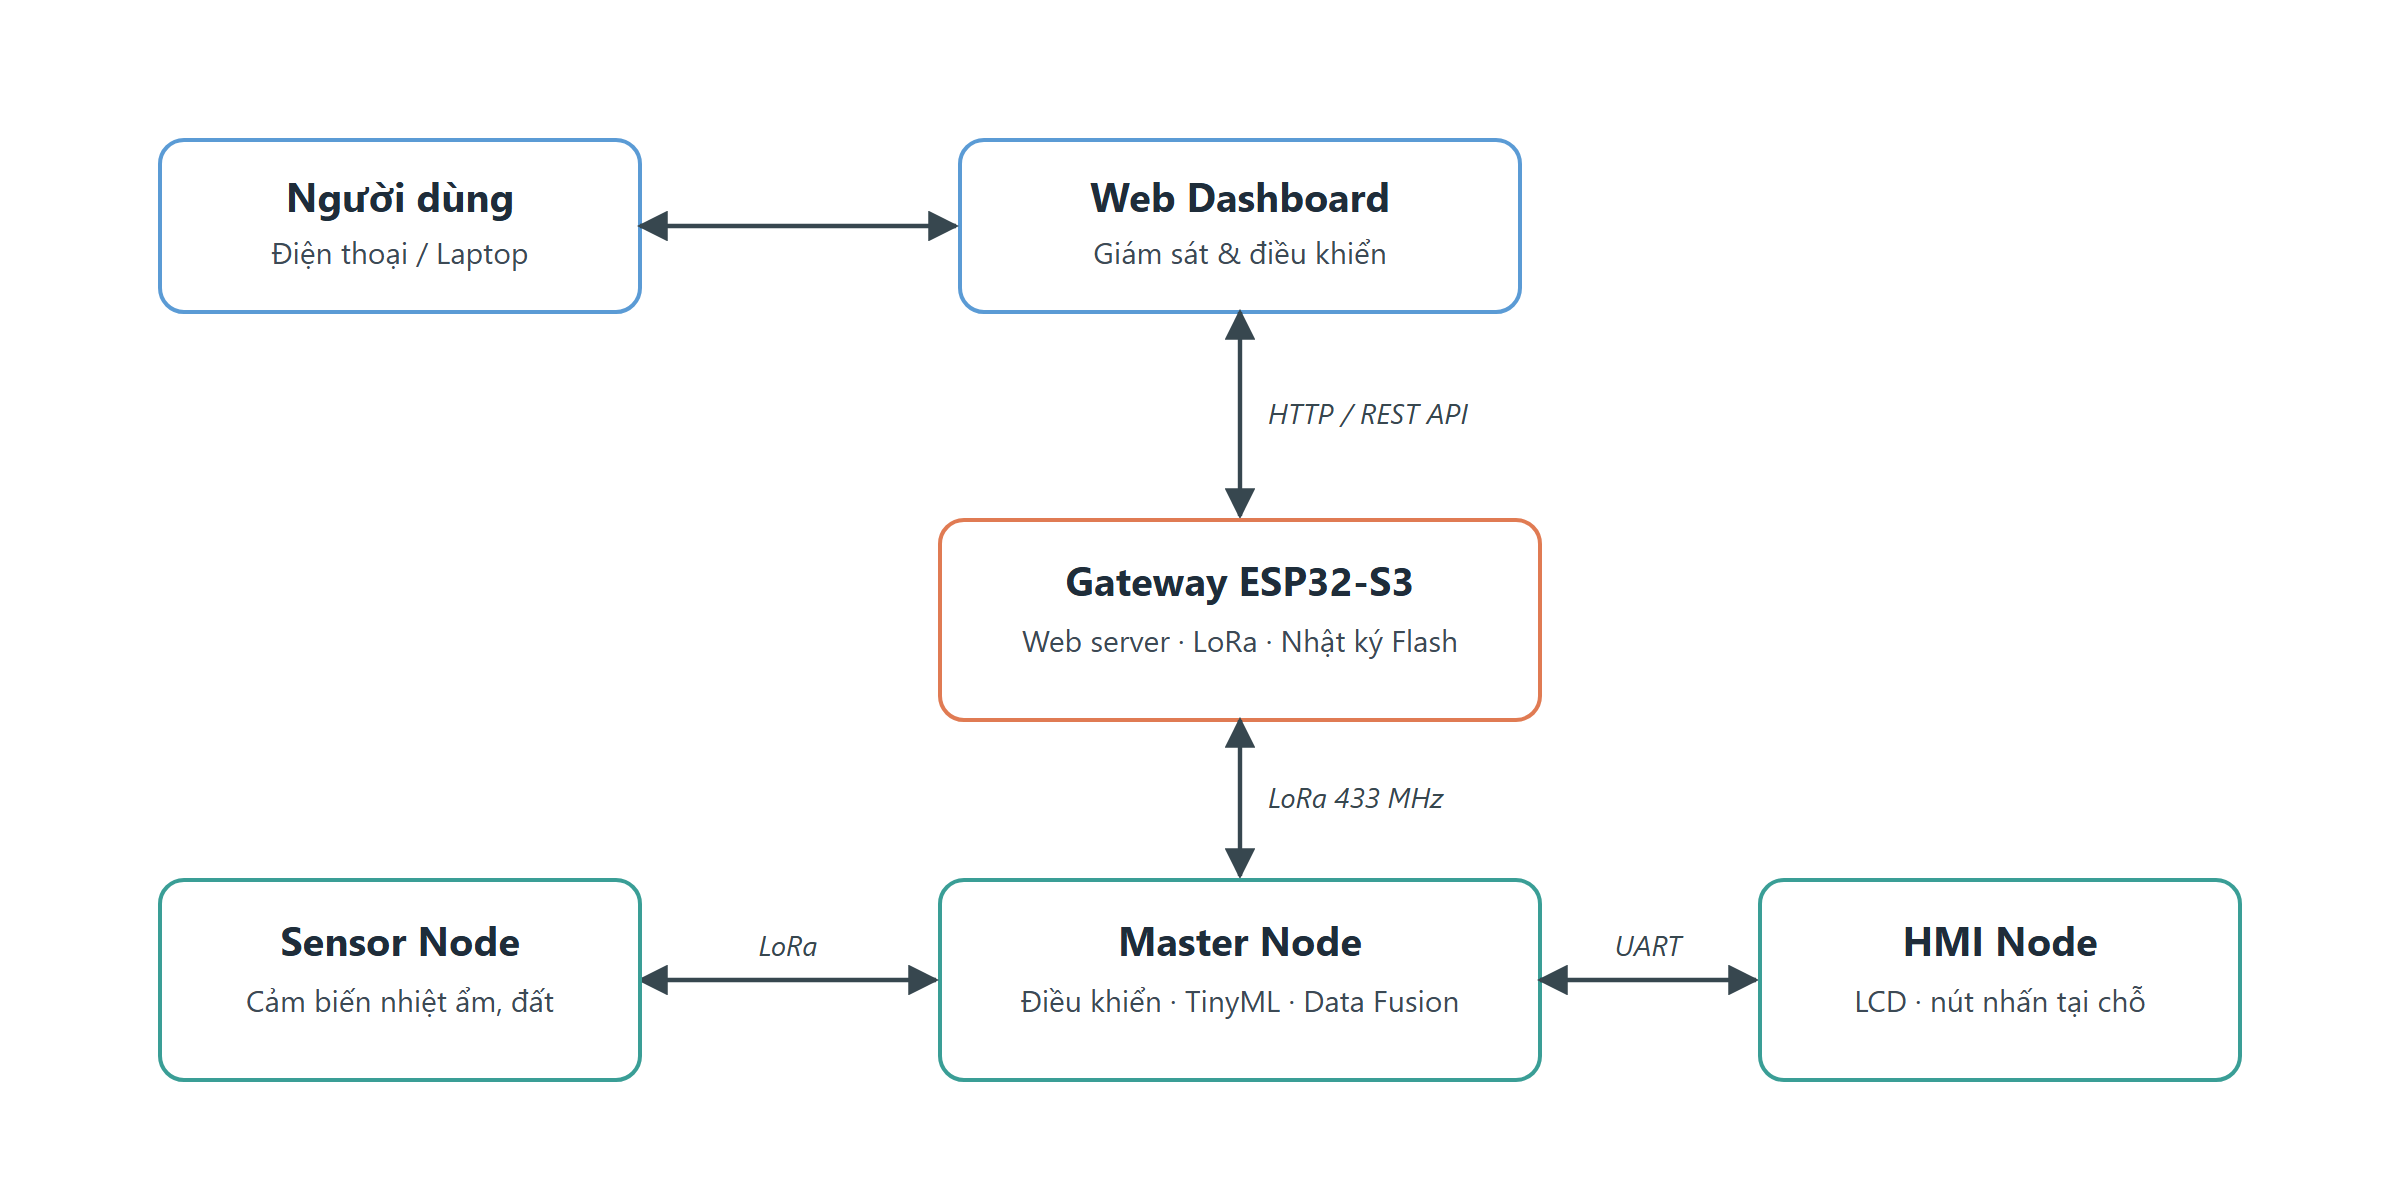 Người dùng
Điện thoại / Laptop
Web Dashboard
Giám sát & điều khiển
HTTP / REST API
Gateway ESP32-S3
Web server · LoRa · Nhật ký Flash
LoRa 433 MHz
Sensor Node
Cảm biến nhiệt ẩm, đất
LoRa
Master Node
Điều khiển · TinyML · Data Fusion
UART
HMI Node
LCD · nút nhấn tại chỗ